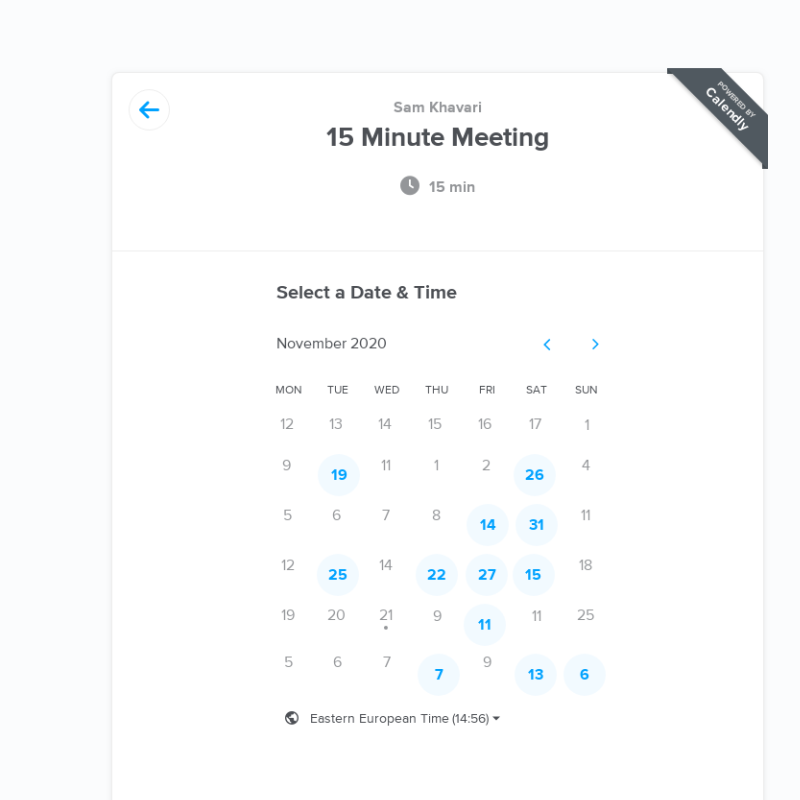 POWERED BY
Calendly
Sam Khavari
15 Minute Meeting
15 min
Select a Date & Time
November 2020
MON TUE WED THU FRI SAT SUN
12 13 14 15 16 17 1
9 19 11 1 2 26 4
5 6 7 8 14 31 11
12 25 14 22 27 15 18
19 20 21 9 11 11 25
5 6 7 7 9 13 6
Eastern European Time (14:56)